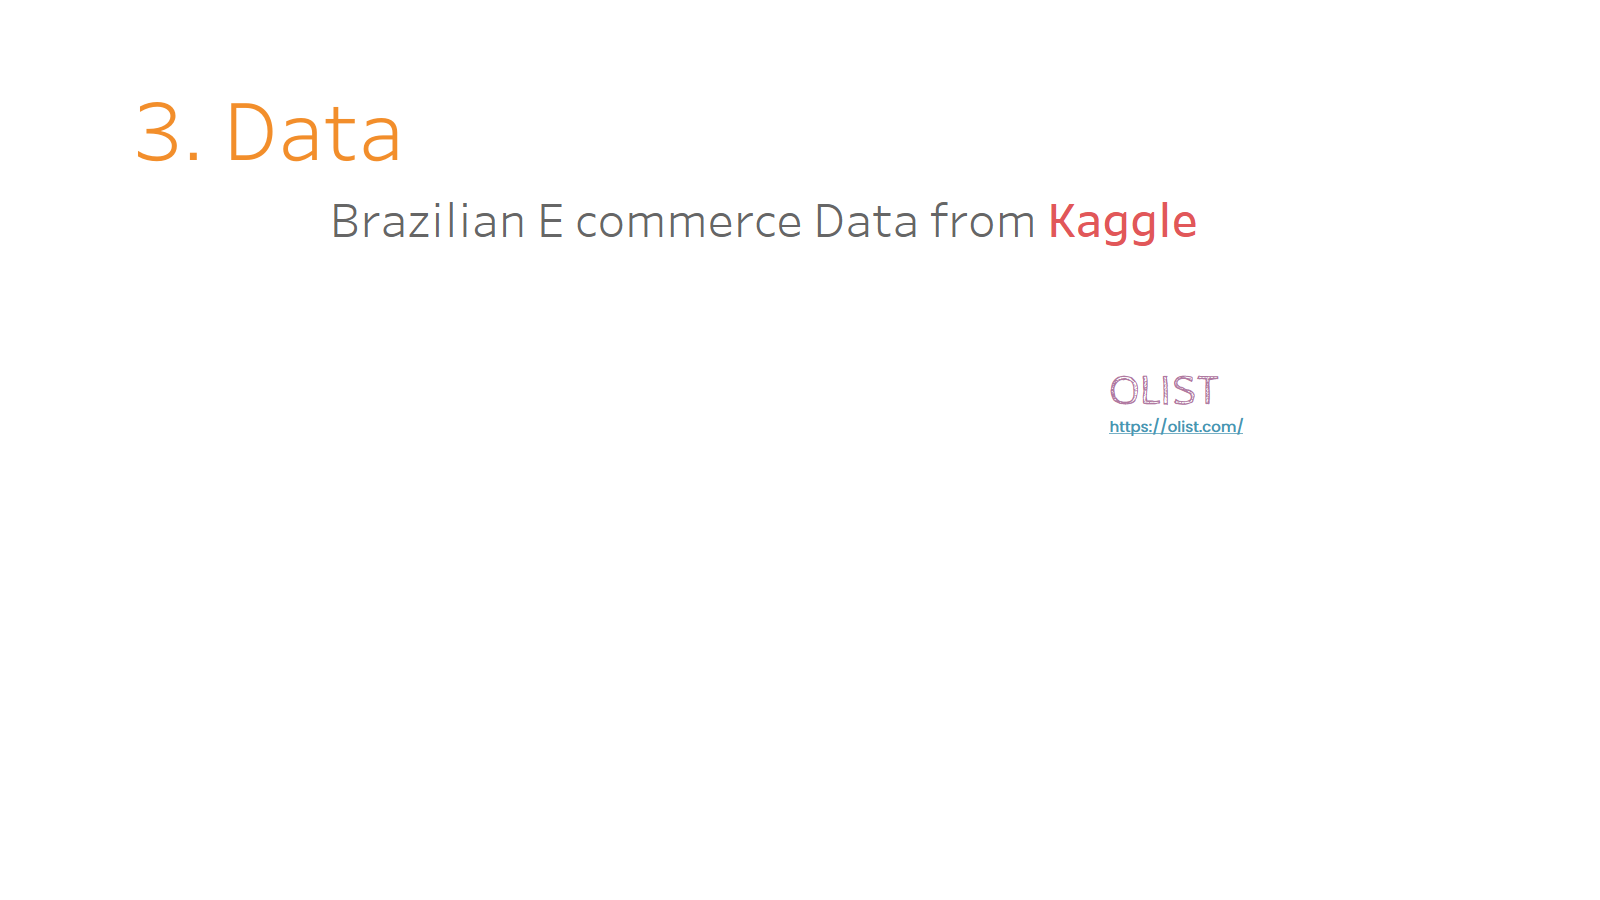 3. Data
Brazilian E commerce Data from Kaggle
OLIST
https://olist.com/